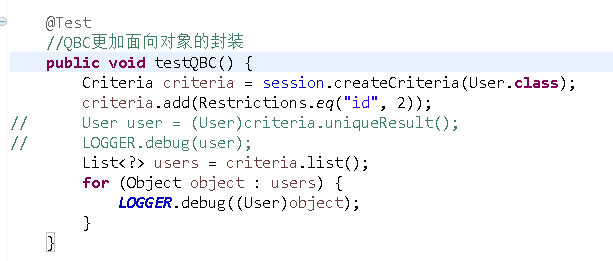 @Test
//QBC更加面向对象的封装
public void testQBC() {
Criteria criteria = session.createCriteria(User.class);
criteria.add(Restrictions.eq("id", 2));
// User user = (User)criteria.uniqueResult();
// LOGGER.debug(user);
List<?> users = criteria.list();
for (Object object : users) {
LOGGER.debug((User)object);
}
}